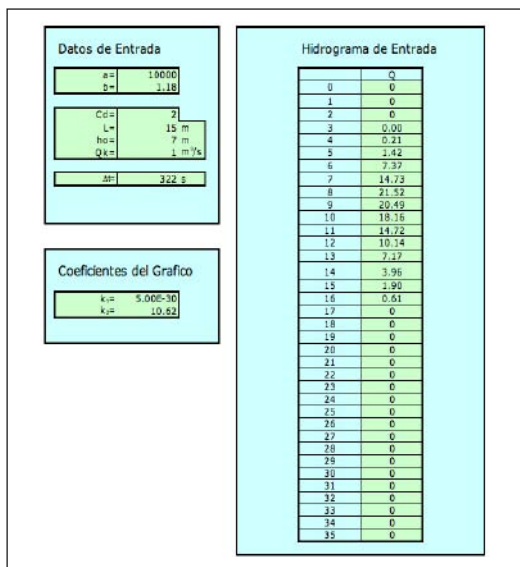 Datos de Entrada
a= 10000
b= 1.18
Cd= 2
L= 15 m
ho= 7 m
Qk= 1 m³/s
Δt= 322 s
Coeficientes del Grafico
k₁= 5.00E-30
k₂= 10.62
Hidrograma de Entrada
Q
0 0
1 0
2 0
3 0.00
4 0.21
5 1.42
6 7.37
7 14.73
8 21.52
9 20.49
10 18.16
11 14.72
12 10.14
13 7.17
14 3.96
15 1.90
16 0.61
17 0
18 0
19 0
20 0
21 0
22 0
23 0
24 0
25 0
26 0
27 0
28 0
29 0
30 0
31 0
32 0
33 0
34 0
35 0